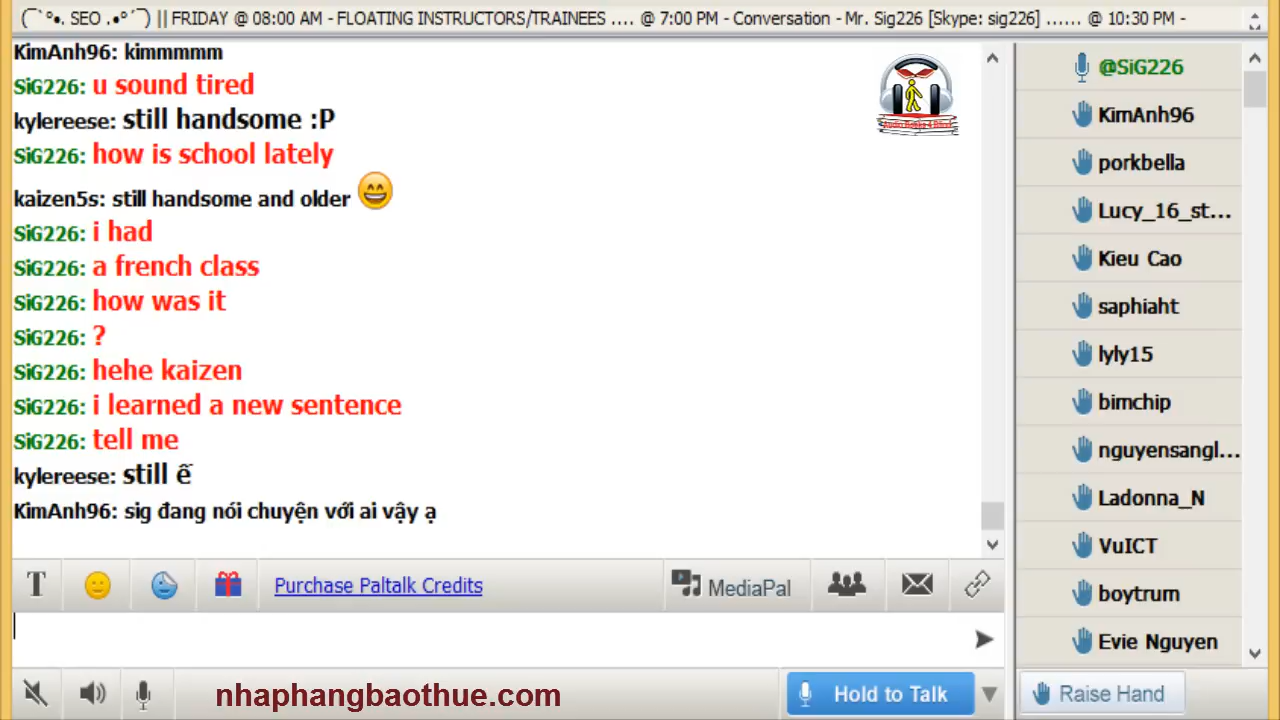 (¯`°•. SEO .•°´¯) || FRIDAY @ 08:00 AM - FLOATING INSTRUCTORS/TRAINEES .... @ 7:00 PM - Conversation - Mr. Sig226 [Skype: sig226] ...... @ 10:30 PM -
KimAnh96: kimmmmm
SiG226: u sound tired
kylereese: still handsome :P
SiG226: how is school lately
kaizen5s: still handsome and older
SiG226: i had
SiG226: a french class
SiG226: how was it
SiG226: ?
SiG226: hehe kaizen
SiG226: i learned a new sentence
SiG226: tell me
kylereese: still ế
KimAnh96: sig đang nói chuyện với ai vậy ạ
@SiG226
KimAnh96
porkbella
Lucy_16_st...
Kieu Cao
saphiaht
lyly15
bimchip
nguyensangl...
Ladonna_N
VuICT
boytrum
Evie Nguyen
T
Purchase Paltalk Credits
MediaPal
nhaphangbaothue.com
Hold to Talk
Raise Hand